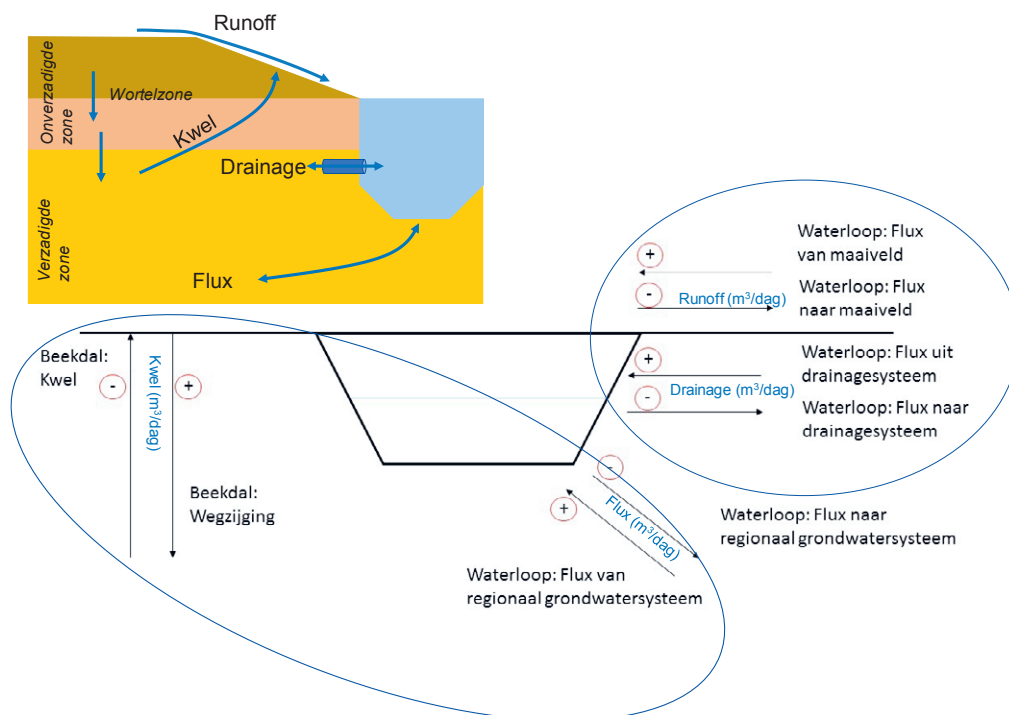 Runoff
Onverzadigde
zone
Wortelzone
Kwel
Drainage
Verzadigde
zone
Flux
Waterloop: Flux
van maaiveld
+
-
Runoff (m³/dag)
Waterloop: Flux
naar maaiveld
Beekdal:
Kwel
-
Kwel (m³/dag)
+
+
Waterloop: Flux uit
drainagesysteem
Drainage (m³/dag)
-
Waterloop: Flux naar
drainagesysteem
Beekdal:
Wegzijging
-
+
Flux (m³/dag)
Waterloop: Flux naar
regionaal grondwatersysteem
Waterloop: Flux van
regionaal grondwatersysteem